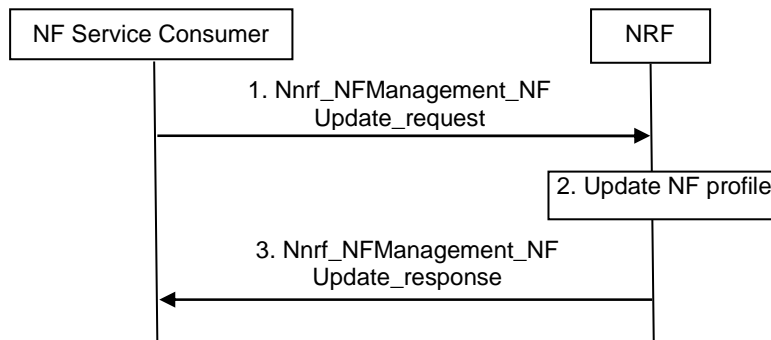 NF Service Consumer
NRF
1. Nnrf_NFManagement_NF
Update_request
2. Update NF profile
3. Nnrf_NFManagement_NF
Update_response